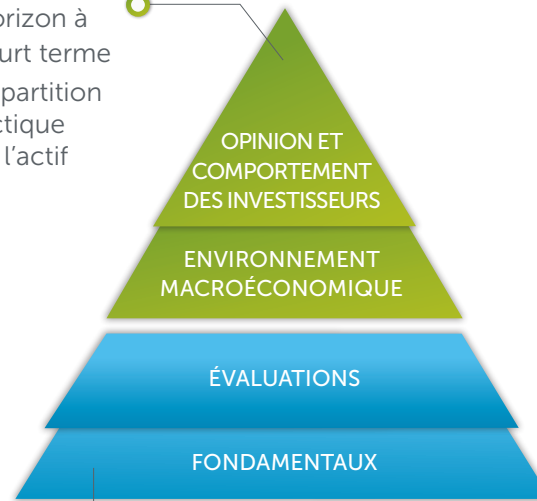 orizon à
urt terme
partition
ctique
l'actif
OPINION ET
COMPORTEMENT
DES INVESTISSEURS
ENVIRONNEMENT
MACROÉCONOMIQUE
ÉVALUATIONS
FONDAMENTAUX